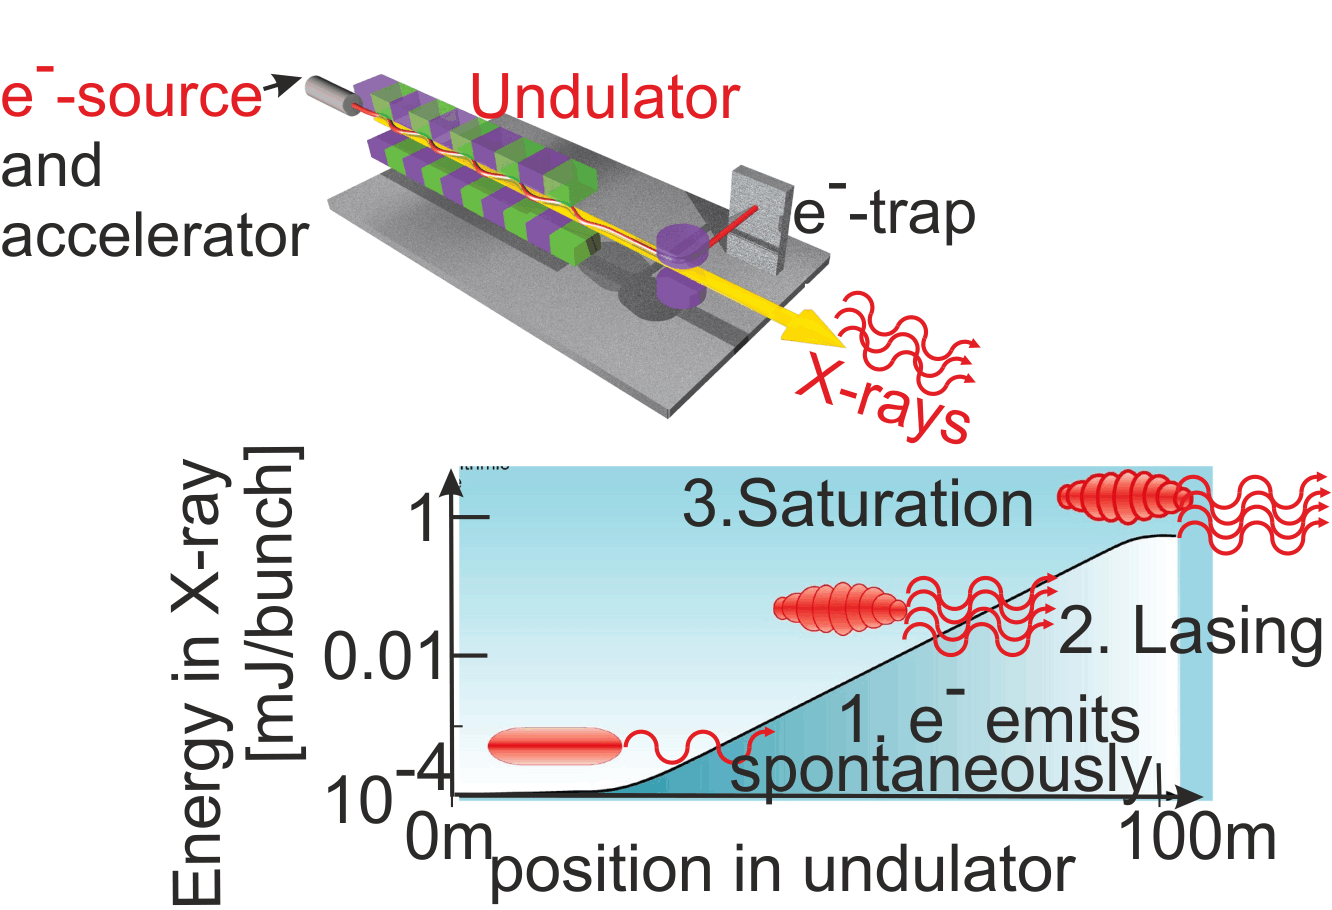 e⁻-source
and
accelerator
Undulator
e⁻-trap
X-rays
Energy in X-ray
[mJ/bunch]
1
0.01
10⁻⁴
3.Saturation
2. Lasing
1. e⁻ emits
spontaneously
0m
100m
position in undulator